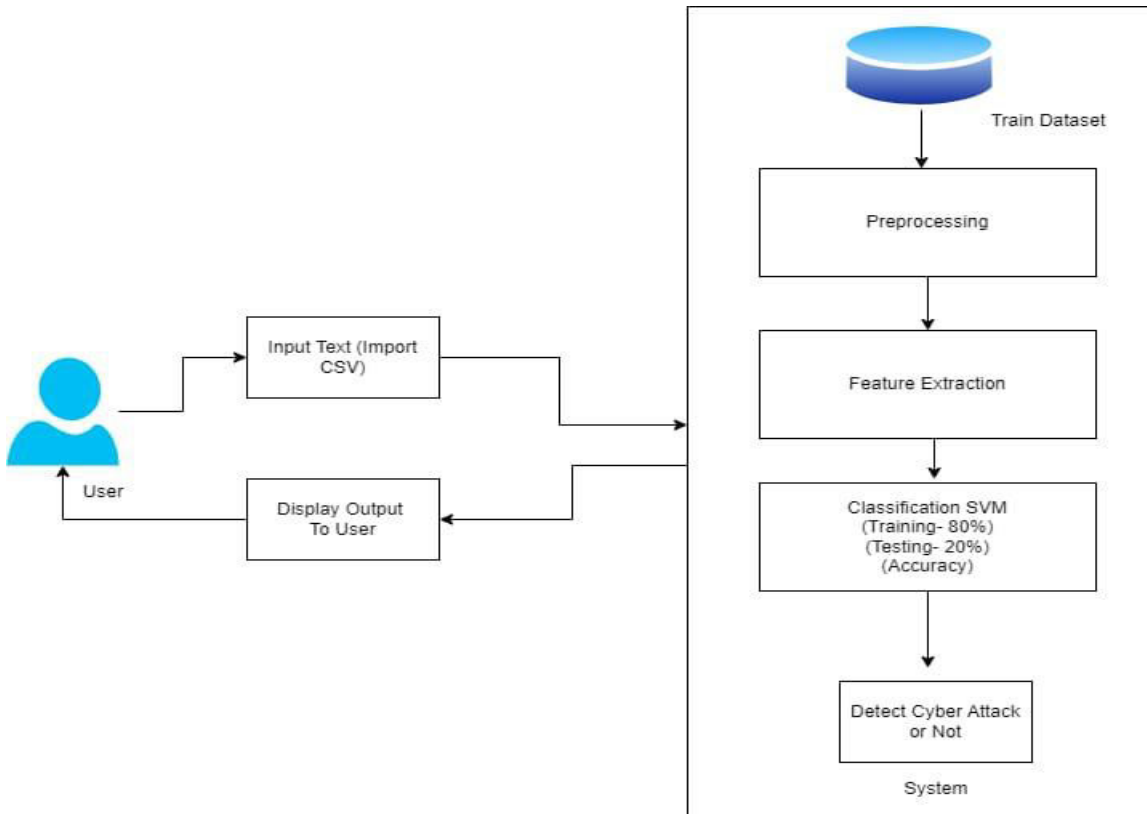 Train Dataset
Preprocessing
Input Text (Import
CSV)
Feature Extraction
User
Display Output
To User
Classification SVM
(Training- 80%)
(Testing- 20%)
(Accuracy)
Detect Cyber Attack
or Not
System